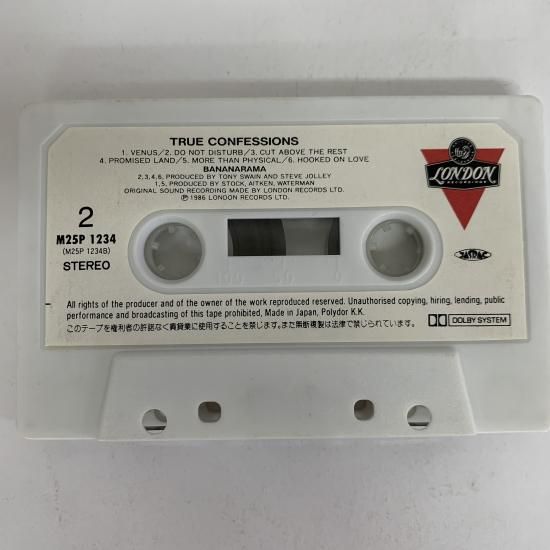 TRUE CONFESSIONS
1. VENUS/2. DO NOT DISTURB/3. CUT ABOVE THE REST
4. PROMISED LAND/5. MORE THAN PHYSICAL/6. HOOKED ON LOVE
BANANARAMA
2,3,4,6, PRODUCED BY TONY SWAIN AND STEVE JOLLEY
1, 5, PRODUCED BY STOCK, AITKEN, WATERMAN
ORIGINAL SOUND RECORDING MADE BY LONDON RECORDS LTD.
Ⓟ1986 LONDON RECORDS LTD.
LONDON
RECORDINGS
2
M25P 1234
(M25P 1234B)
STEREO
JASRAC
100 50 0
All rights of the producer and of the owner of the work reproduced reserved. Unauthorised copying, hiring, lending, public
performance and broadcasting of this tape prohibited, Made in Japan, Polydor K.K.
このテープを権利者の許諾なく賃貸業に使用することを禁じます。また無断複製は法律で禁じられています。
DOLBY SYSTEM